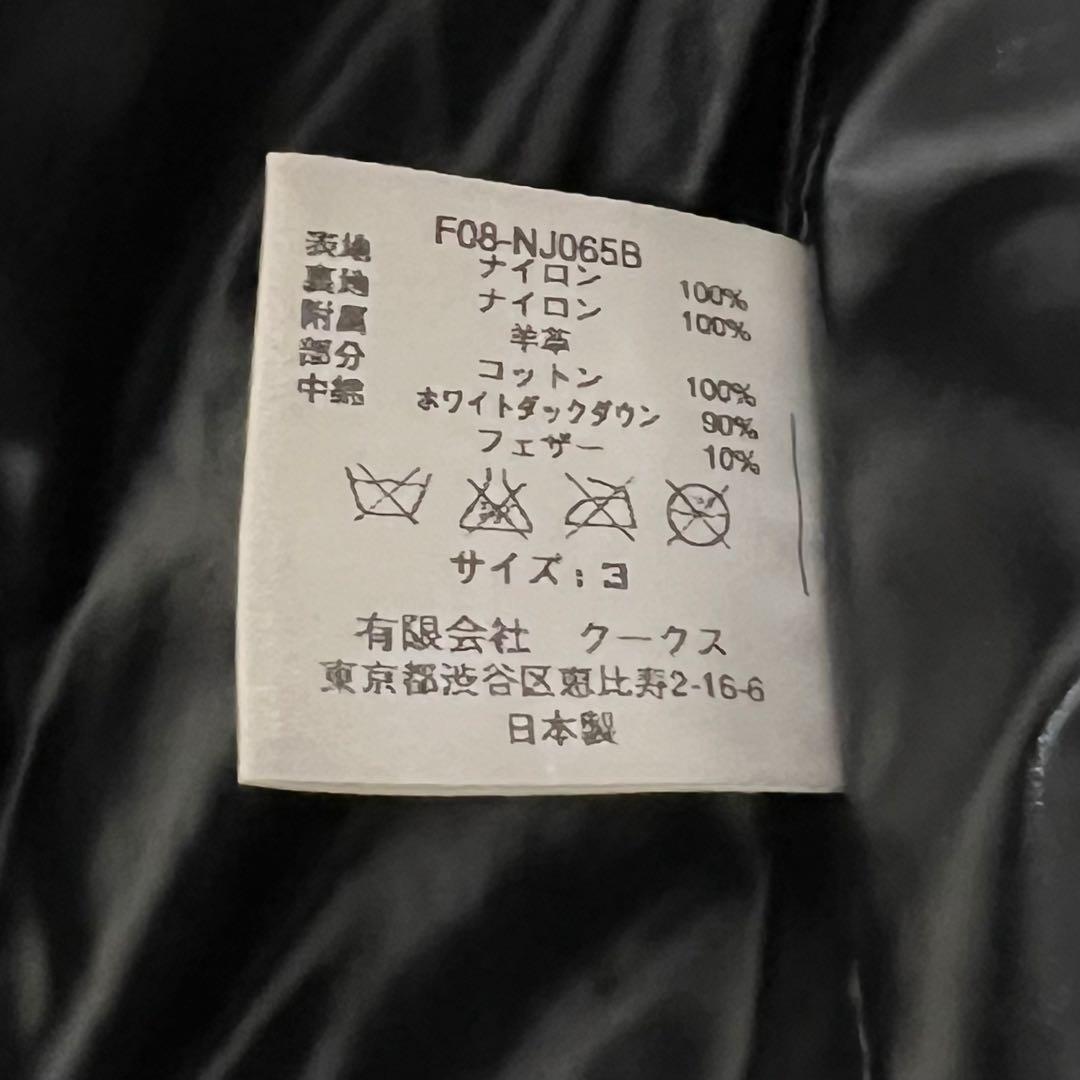 F08-NJ065B
表地 ナイロン 100%
裏地 ナイロン 100%
附属 羊革
部分 コットン 100%
中綿 ホワイトダックダウン 90%
フェザー 10%
サイズ:3
有限会社 クークス
東京都渋谷区恵比寿2-16-6
日本製